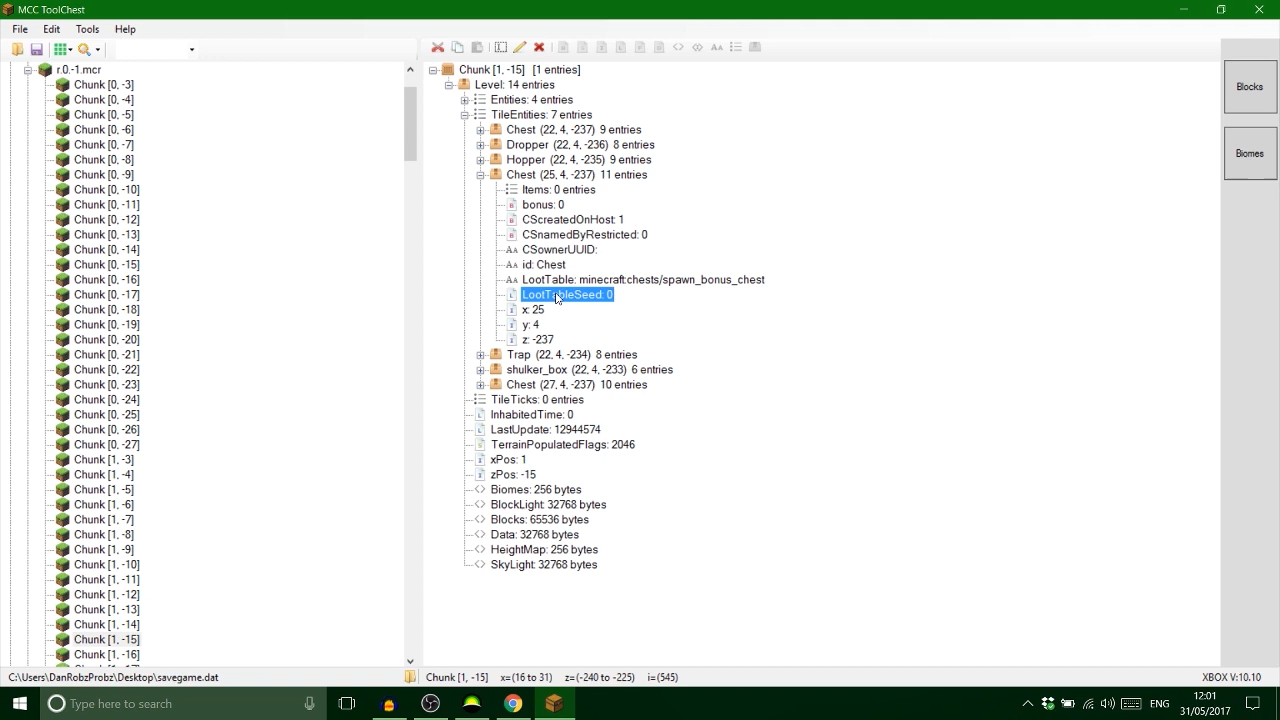 MCC ToolChest
File Edit Tools Help
r.0.-1.mcr
Chunk [0, -3]
Chunk [0, -4]
Chunk [0, -5]
Chunk [0, -6]
Chunk [0, -7]
Chunk [0, -8]
Chunk [0, -9]
Chunk [0, -10]
Chunk [0, -11]
Chunk [0, -12]
Chunk [0, -13]
Chunk [0, -14]
Chunk [0, -15]
Chunk [0, -16]
Chunk [0, -17]
Chunk [0, -18]
Chunk [0, -19]
Chunk [0, -20]
Chunk [0, -21]
Chunk [0, -22]
Chunk [0, -23]
Chunk [0, -24]
Chunk [0, -25]
Chunk [0, -26]
Chunk [0, -27]
Chunk [1, -3]
Chunk [1, -4]
Chunk [1, -5]
Chunk [1, -6]
Chunk [1, -7]
Chunk [1, -8]
Chunk [1, -9]
Chunk [1, -10]
Chunk [1, -11]
Chunk [1, -12]
Chunk [1, -13]
Chunk [1, -14]
Chunk [1, -15]
Chunk [1, -16]
Chunk [1, -15] [1 entries]
Level: 14 entries
Entities: 4 entries
TileEntities: 7 entries
Chest (22, 4, -237) 9 entries
Dropper (22, 4, -236) 8 entries
Hopper (22, 4, -235) 9 entries
Chest (25, 4, -237) 11 entries
Items: 0 entries
bonus: 0
CScreatedOnHost: 1
CSnamedByRestricted: 0
CSownerUUID:
id: Chest
LootTable: minecraft:chests/spawn_bonus_chest
LootTableSeed: 0
x: 25
y: 4
z: -237
Trap (22, 4, -234) 8 entries
shulker_box (22, 4, -233) 6 entries
Chest (27, 4, -237) 10 entries
TileTicks: 0 entries
InhabitedTime: 0
LastUpdate: 12944574
TerrainPopulatedFlags: 2046
xPos: 1
zPos: -15
Biomes: 256 bytes
BlockLight: 32768 bytes
Blocks: 65536 bytes
Data: 32768 bytes
HeightMap: 256 bytes
SkyLight: 32768 bytes
Blocks
Biomes
C:\Users\DanRobzProbz\Desktop\savegame.dat
Chunk [1, -15] x=(16 to 31) z=(-240 to -225) i=(545)
XBOX V:10.10
Type here to search
ENG
12:01
31/05/2017